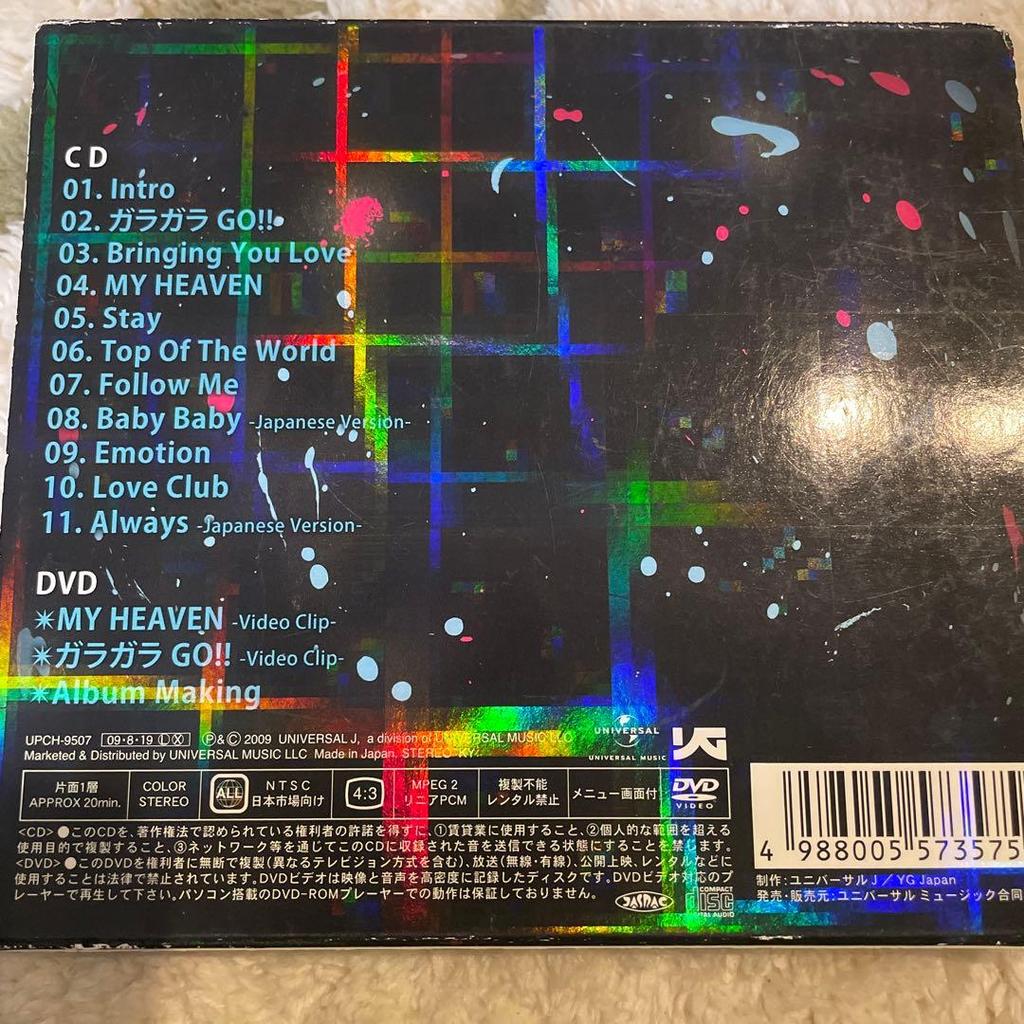 CD
01. Intro
02. ガラガラ GO!!
03. Bringing You Love
04. MY HEAVEN
05. Stay
06. Top Of The World
07. Follow Me
08. Baby Baby -Japanese Version-
09. Emotion
10. Love Club
11. Always -Japanese Version-
DVD
✴MY HEAVEN -Video Clip-
✴ガラガラ GO!! -Video Clip-
✴Album Making
UPCH-9507 09・8・19 Ⓛ Ⓧ Ⓟ&© 2009 UNIVERSAL J, a division of UNIVERSAL MUSIC LLC
Marketed & Distributed by UNIVERSAL MUSIC LLC Made in Japan. STEREO
UNIVERSAL
UNIVERSAL MUSIC
YG
片面1層
APPROX 20min.
COLOR
STEREO
ALL
NTSC
日本市場向け
4:3
MPEG 2
リニアPCM
複製不能
レンタル禁止
メニュー画面付
DVD
VIDEO
<CD> ●このCDを、著作権法で認められている権利者の許諾を得ずに、①賃貸業に使用すること、②個人的な範囲を超える
使用目的で複製すること、③ネットワーク等を通じてこのCDに収録された音を送信できる状態にすることを禁じます。
<DVD> ●このDVDを権利者に無断で複製(異なるテレビジョン方式を含む)、放送(無線・有線)、公開上映、レンタルなどに
使用することは法律で禁止されています。DVDビデオは映像と音声を高密度に記録したディスクです。DVDビデオ対応のプレ
ーヤーで再生して下さい。パソコン搭載のDVD-ROMプレーヤーでの動作は保証しておりません。
JASRAC
COMPACT
disc
DIGITAL AUDIO
4 988005 573575
制作:ユニバーサルJ／YG Japan
発売・販売元:ユニバーサル ミュージック合同